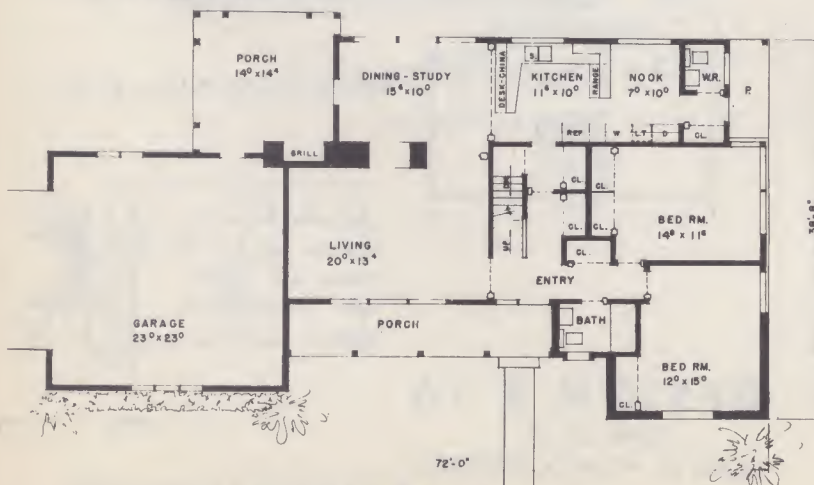 PORCH
14⁰ x 14⁴
DINING - STUDY
15⁶ x 10⁰
DESK-CHINA
S.
KITCHEN
11⁶ x 10⁰
RANGE
NOOK
7⁰ x 10⁰
W.R.
P.
REF.
W
L.T
D
CL.
GRILL
CL.
CL.
CL.
CL.
DN.
UP
BED RM.
14⁶ x 11⁶
LIVING
20⁰ x 13⁴
ENTRY
GARAGE
23⁰ x 23⁰
PORCH
BATH
BED RM.
12⁰ x 15⁰
CL.
72'-0"